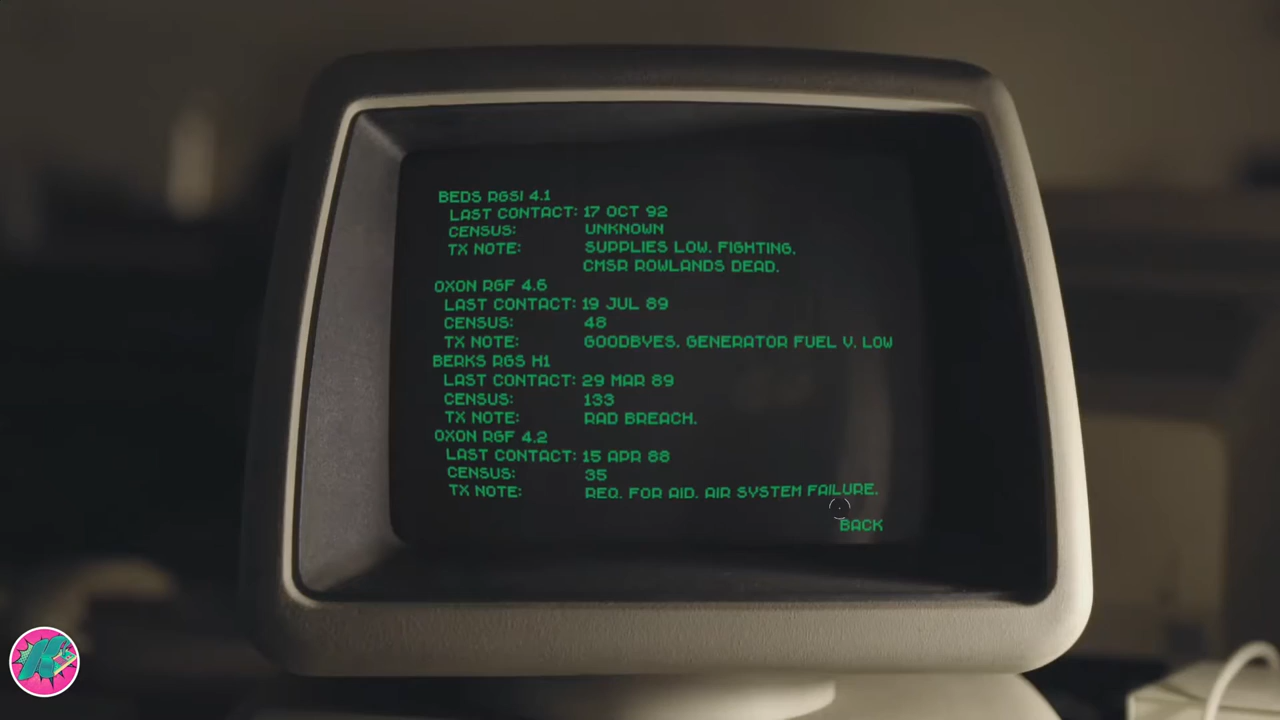 BEDS RGSI 4.1
LAST CONTACT: 17 OCT 92
CENSUS: UNKNOWN
TX NOTE: SUPPLIES LOW. FIGHTING.
CMSR ROWLANDS DEAD.
OXON RGF 4.6
LAST CONTACT: 19 JUL 89
CENSUS: 48
TX NOTE: GOODBYES. GENERATOR FUEL V. LOW
BERKS RGS H1
LAST CONTACT: 29 MAR 89
CENSUS: 133
TX NOTE: RAD BREACH.
OXON RGF 4.2
LAST CONTACT: 15 APR 88
CENSUS: 35
TX NOTE: REQ. FOR AID. AIR SYSTEM FAILURE.
BACK